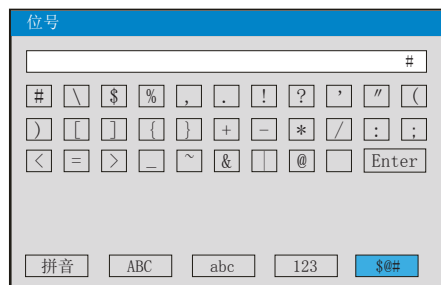 位号
#
# \ $ % , . ! ? ’ ″ (
) [ ] { } + − * / : ;
< = > _ ~ & | @ Enter
拼音 ABC abc 123 $@#